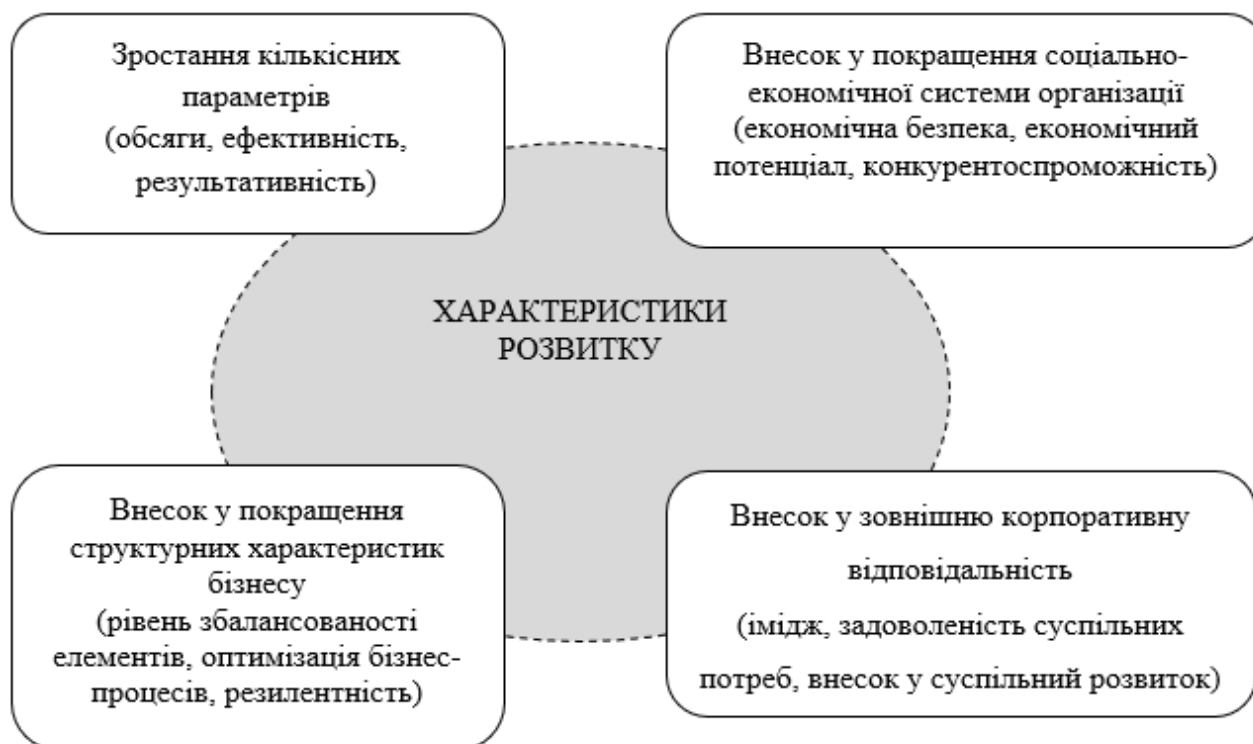 Зростання кількісних
параметрів
(обсяги, ефективність,
результативність)
Внесок у покращення соціально-
економічної системи організації
(економічна безпека, економічний
потенціал, конкурентоспроможність)
ХАРАКТЕРИСТИКИ
РОЗВИТКУ
Внесок у покращення
структурних характеристик
бізнесу
(рівень збалансованості
елементів, оптимізація бізнес-
процесів, резилентність)
Внесок у зовнішню корпоративну
відповідальність
(імідж, задоволеність суспільних
потреб, внесок у суспільний розвиток)